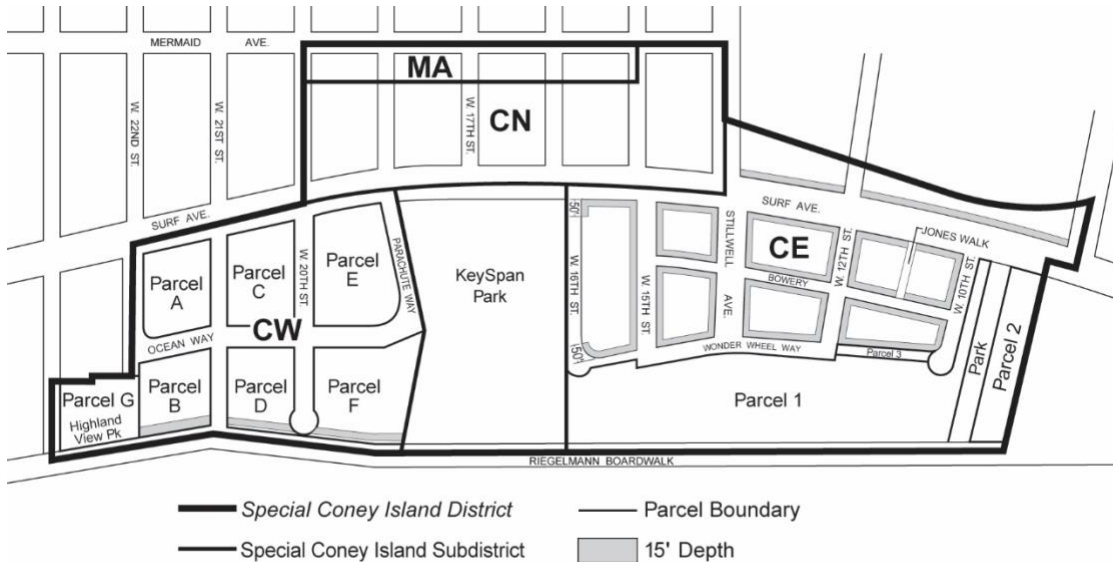 MERMAID AVE.
MA
CN
W. 22ND ST.
W. 21ST ST.
W. 17TH ST.
SURF AVE.
SURF AVE.
50'
STILLWELL AVE.
CE
W. 12TH ST.
JONES WALK
W. 10TH ST.
Parcel A
Parcel C
W. 20TH ST.
Parcel E
PARACHUTE WAY
KeySpan Park
W. 16TH ST.
W. 15TH ST.
BOWERY
CW
OCEAN WAY
50'
WONDER WHEEL WAY
Parcel 3
Park
Parcel 2
Parcel G
Highland View Pk
Parcel B
Parcel D
Parcel F
Parcel 1
RIEGELMANN BOARDWALK
Special Coney Island District
Parcel Boundary
Special Coney Island Subdistrict
15' Depth